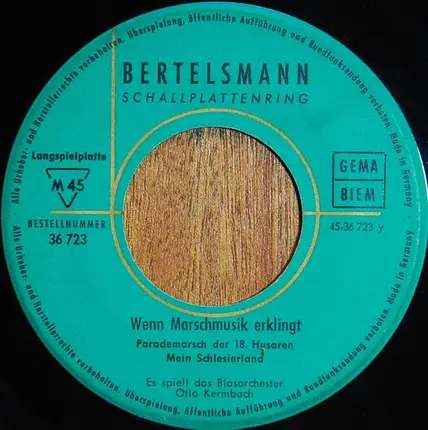 Alle Urheber- und Herstellerrechte vorbehalten. Überspielung, öffentliche Aufführung und Rundfunksendung verboten. Made in Germany
BERTELSMANN
SCHALLPLATTENRING
Langspielplatte
M 45
GEMA
BIEM
BESTELLNUMMER
36 723
45-36 723 y
Wenn Marschmusik erklingt
Parademarsch der 18. Husaren
Mein Schlesierland
Es spielt das Blasorchester
Otto Kermbach
Alle Urheber- und Herstellerrechte vorbehalten. Überspielung, öffentliche Aufführung und Rundfunksendung verboten. Made in Germany